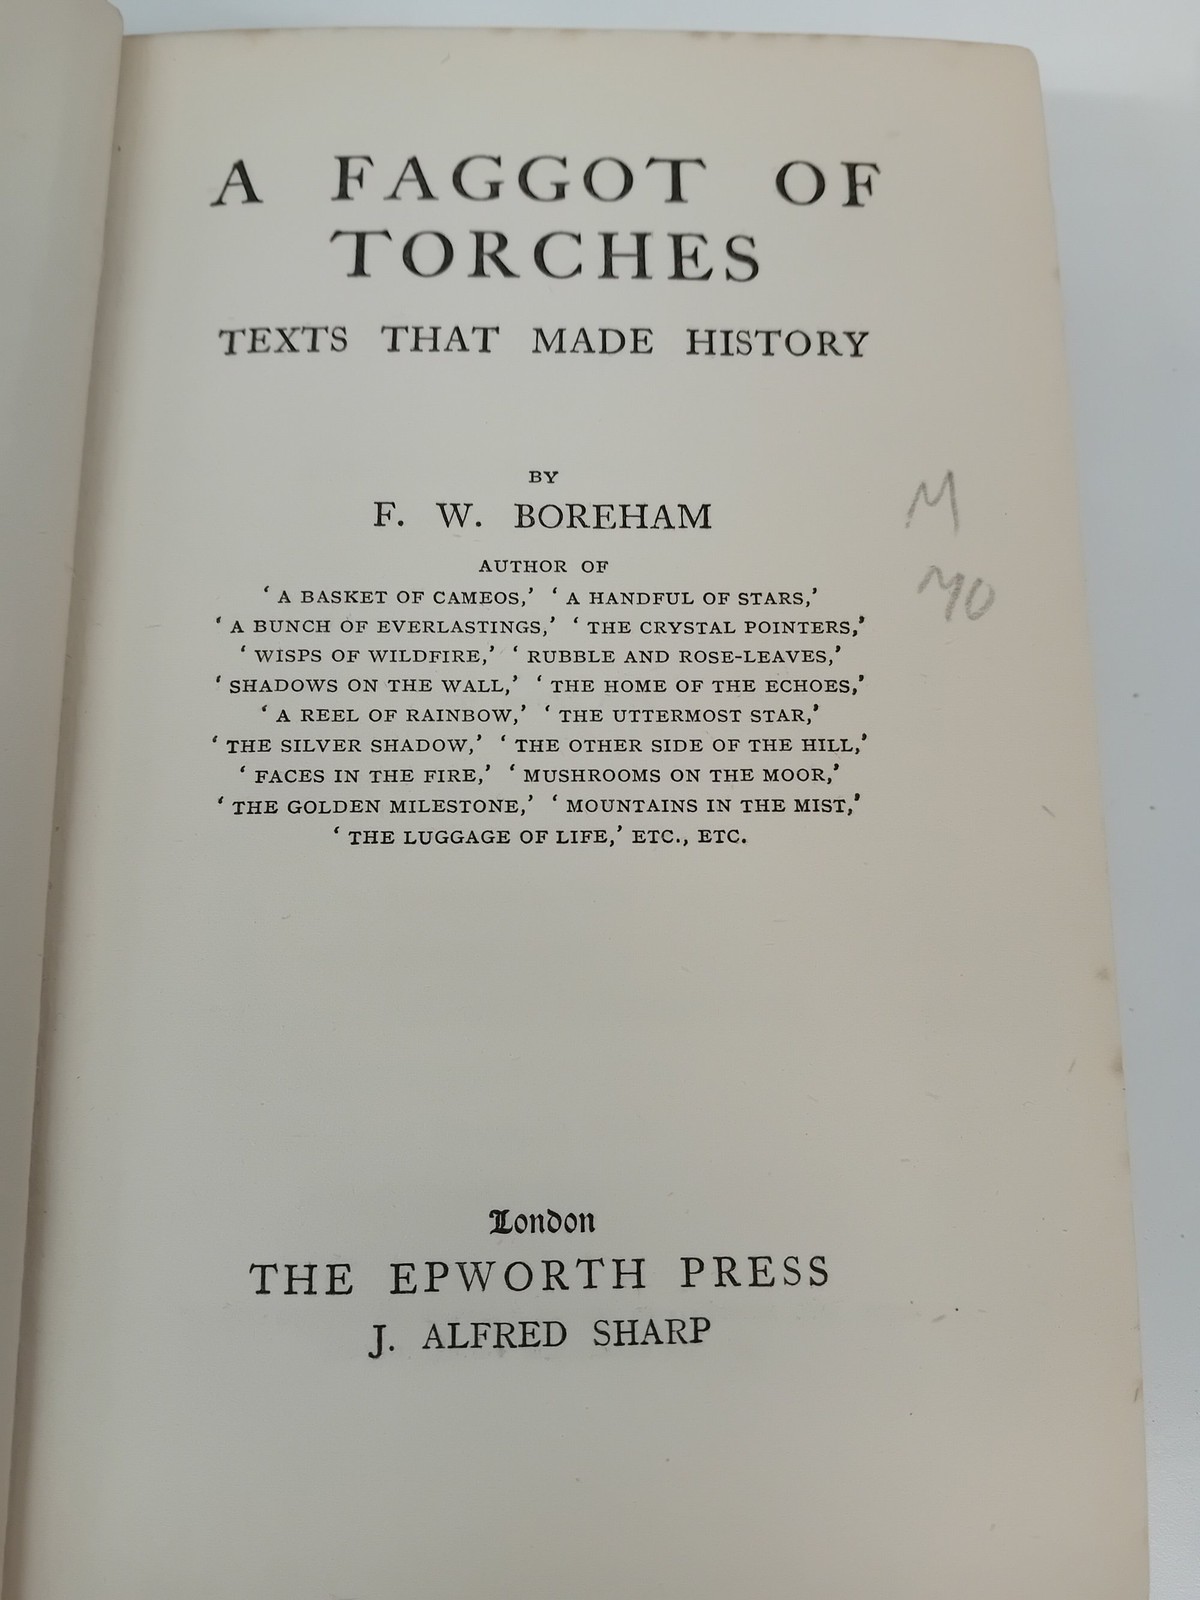 A FAGGOT OF
TORCHES
TEXTS THAT MADE HISTORY
BY
F. W. BOREHAM
AUTHOR OF
‘ A BASKET OF CAMEOS,’ ‘ A HANDFUL OF STARS,’
‘ A BUNCH OF EVERLASTINGS,’ ‘ THE CRYSTAL POINTERS,’
‘ WISPS OF WILDFIRE,’ ‘ RUBBLE AND ROSE-LEAVES,’
‘ SHADOWS ON THE WALL,’ ‘ THE HOME OF THE ECHOES,’
‘ A REEL OF RAINBOW,’ ‘ THE UTTERMOST STAR,’
‘ THE SILVER SHADOW,’ ‘ THE OTHER SIDE OF THE HILL,’
‘ FACES IN THE FIRE,’ ‘ MUSHROOMS ON THE MOOR,’
‘ THE GOLDEN MILESTONE,’ ‘ MOUNTAINS IN THE MIST,’
‘ THE LUGGAGE OF LIFE,’ ETC., ETC.
M
London
THE EPWORTH PRESS
J. ALFRED SHARP